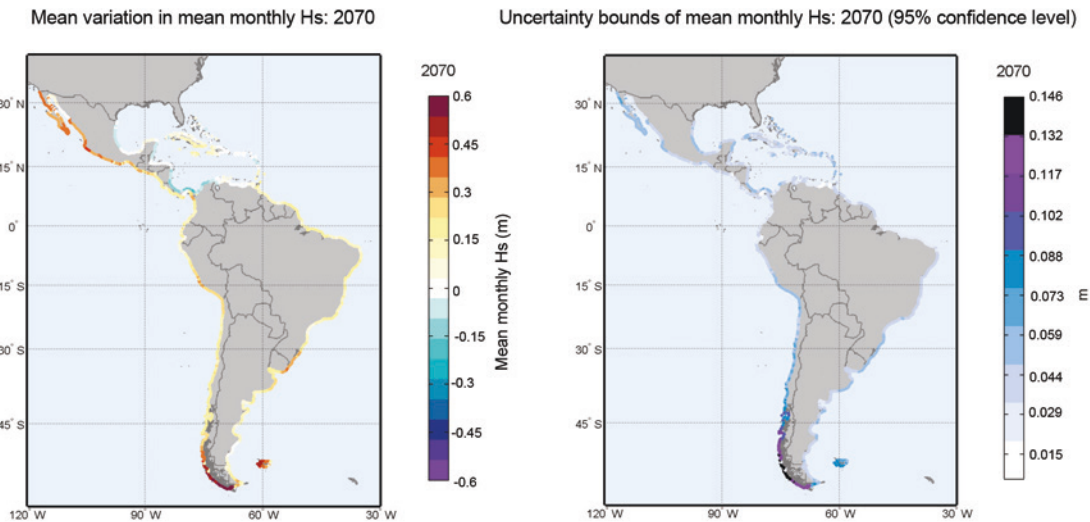 Mean variation in mean monthly Hs: 2070
2070
0.6
0.45
0.3
0.15
0
-0.15
-0.3
-0.45
-0.6
Mean monthly Hs (m)
30° N
15° N
0°
15° S
30° S
45° S
120 W
90 W
60 W
30 W
Uncertainty bounds of mean monthly Hs: 2070 (95% confidence level)
2070
0.146
0.132
0.117
0.102
0.088
0.073
0.059
0.044
0.029
0.015
m
30° N
15° N
0°
15° S
30° S
45° S
120 W
90 W
60 W
30 W